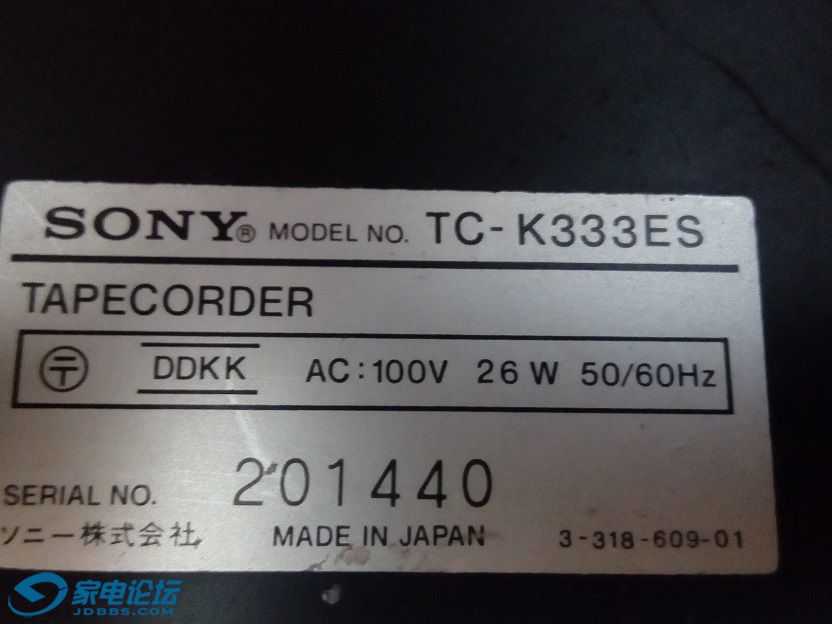 SONY® MODEL NO. TC-K333ES
TAPECORDER
〒 DDKK AC:100V 26W 50/60Hz
SERIAL NO. 201440
ソニー株式会社 MADE IN JAPAN 3-318-609-01
家电论坛
JDBBS.COM